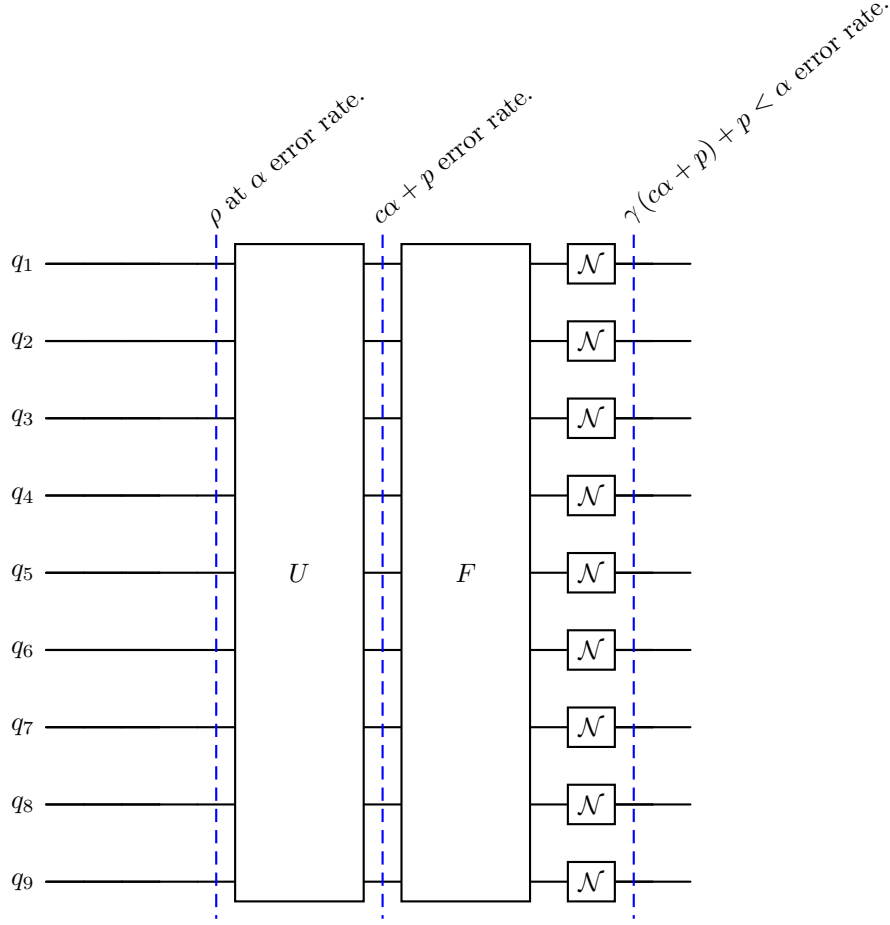 ρ at α error rate.
cα + p error rate.
γ (cα + p) + p < α error rate.
q₁ 𝒩
q₂ 𝒩
q₃ 𝒩
q₄ 𝒩
q₅ U F 𝒩
q₆ 𝒩
q₇ 𝒩
q₈ 𝒩
q₉ 𝒩